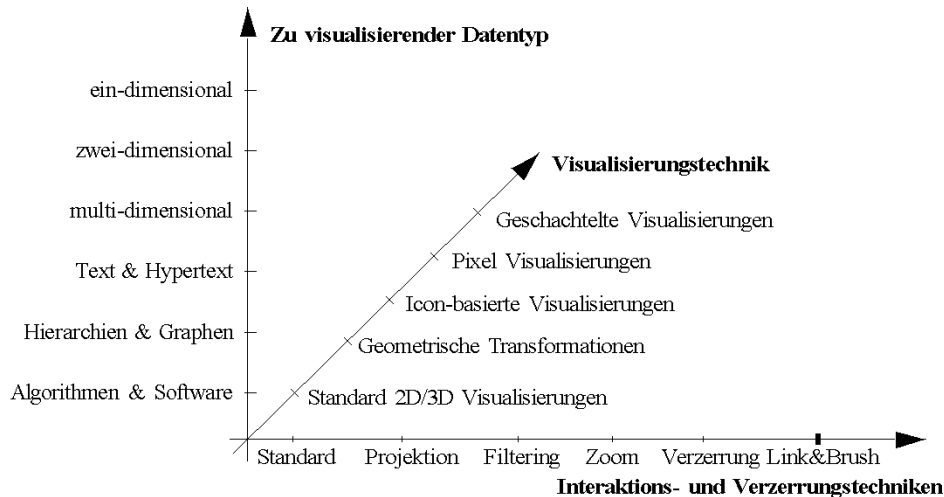 Zu visualisierender Datentyp
ein-dimensional
zwei-dimensional
Visualisierungstechnik
multi-dimensional
Geschachtelte Visualisierungen
Text & Hypertext
Pixel Visualisierungen
Icon-basierte Visualisierungen
Hierarchien & Graphen
Geometrische Transformationen
Algorithmen & Software
Standard 2D/3D Visualisierungen
Standard Projektion Filtering Zoom Verzerrung Link&Brush
Interaktions- und Verzerrungstechniken